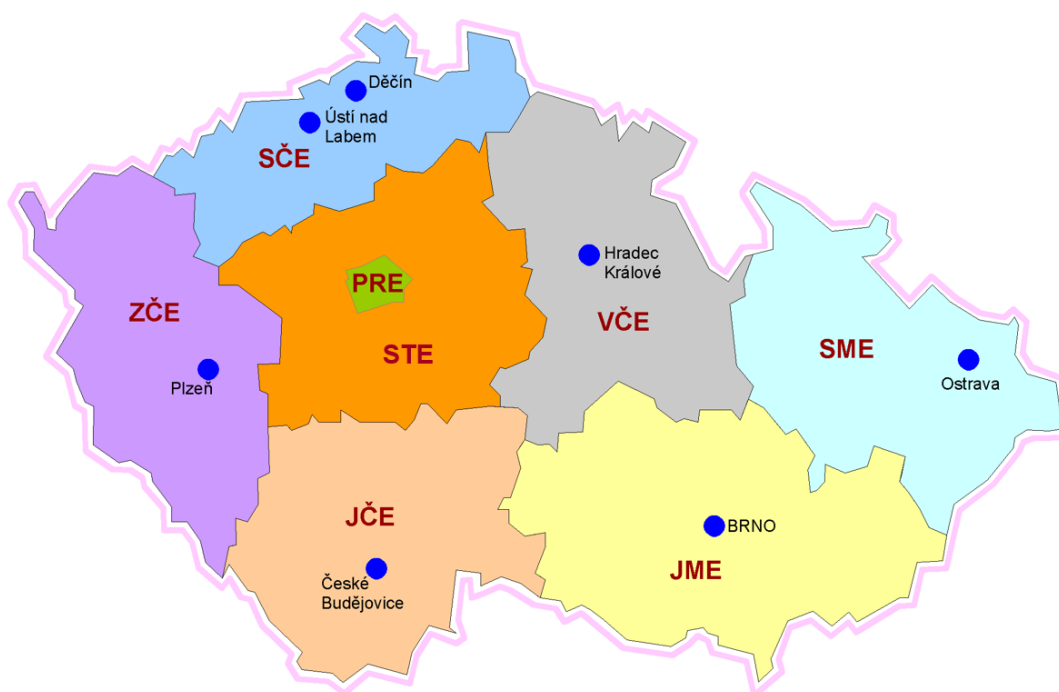 Děčín
Ústí nad
Labem
SČE
Hradec
Králové
PRE
ZČE
VČE
SME
STE
Plzeň
Ostrava
JČE
BRNO
JME
České
Budějovice